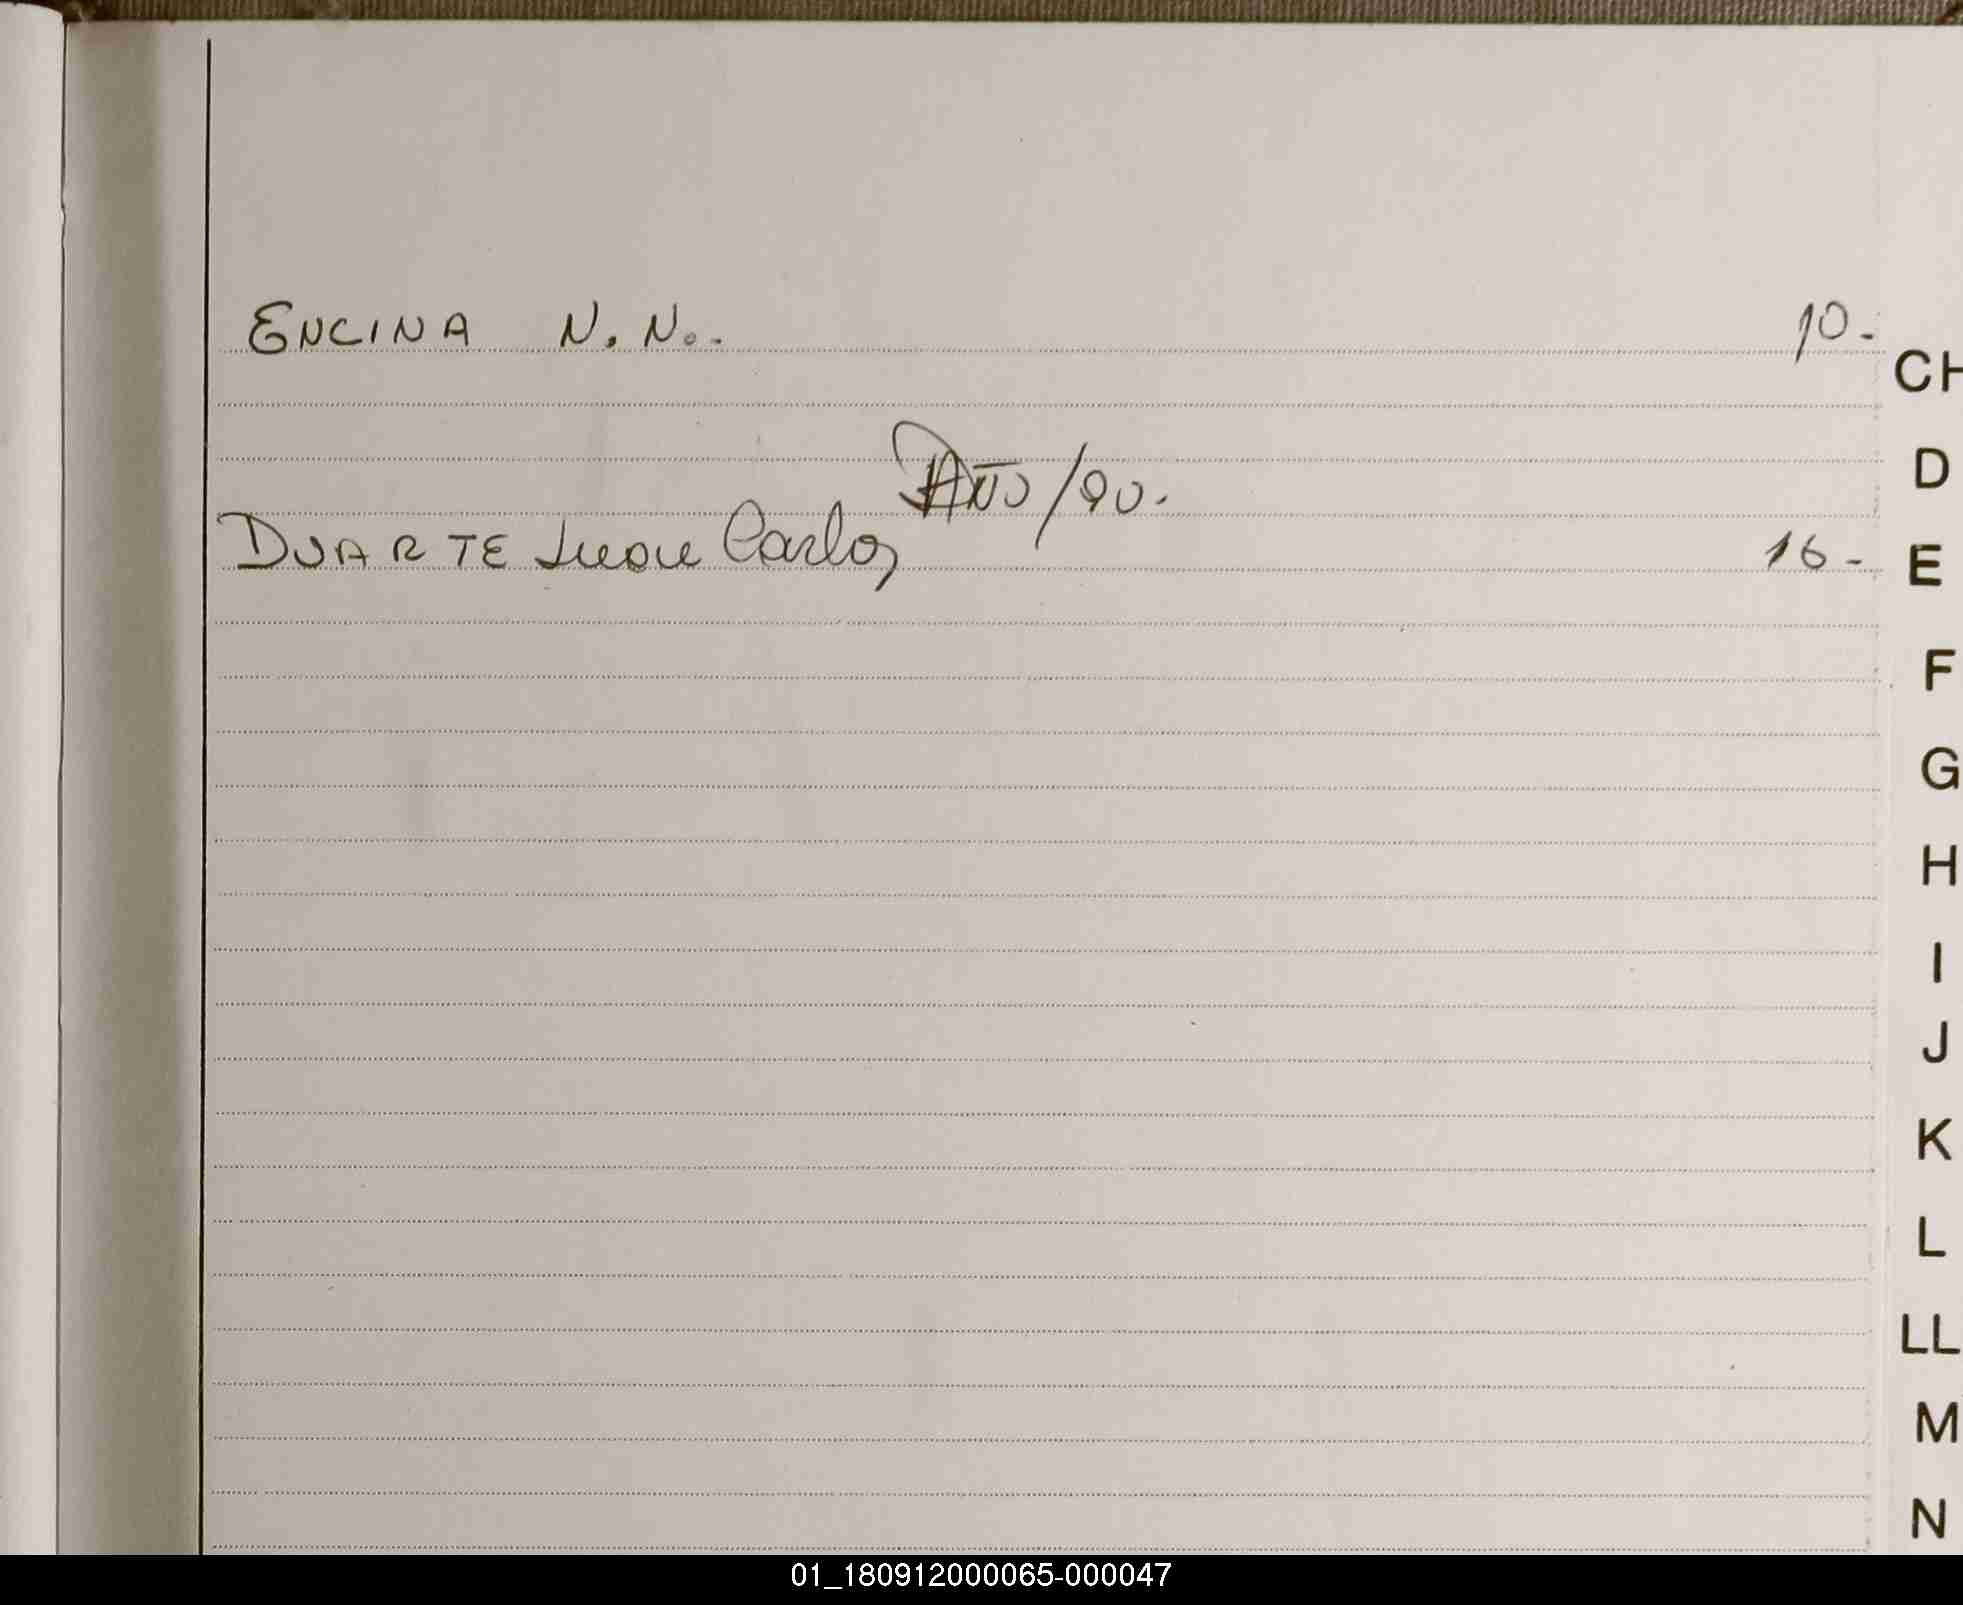 ENCINA N. N.. 10.-
CH
AÑO/90.
D
DUARTE Juan Carlos 16-
E
F
G
H
I
J
K
L
LL
M
N
01_180912000065-000047